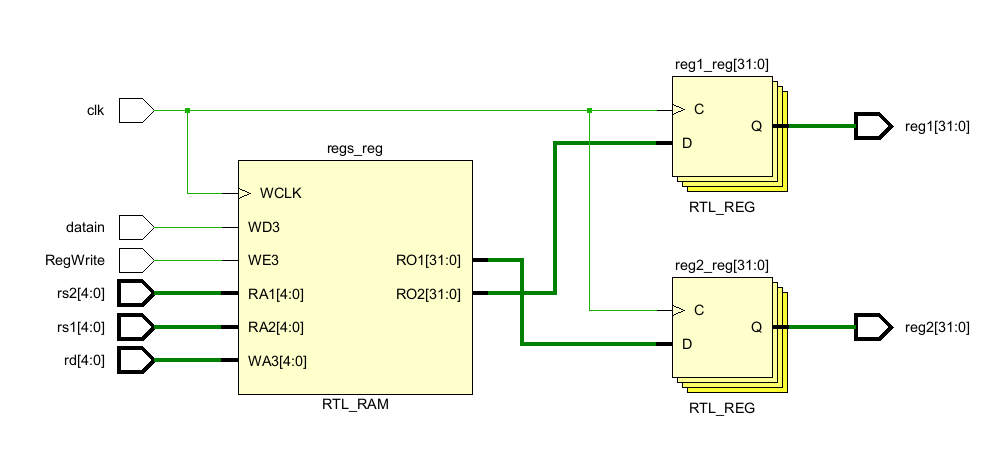 reg1_reg[31:0]
clk
C
Q
reg1[31:0]
D
regs_reg
WCLK
RTL_REG
datain
WD3
RegWrite
WE3
RO1[31:0]
reg2_reg[31:0]
rs2[4:0]
RA1[4:0]
RO2[31:0]
C
rs1[4:0]
RA2[4:0]
Q
reg2[31:0]
D
rd[4:0]
WA3[4:0]
RTL_RAM
RTL_REG